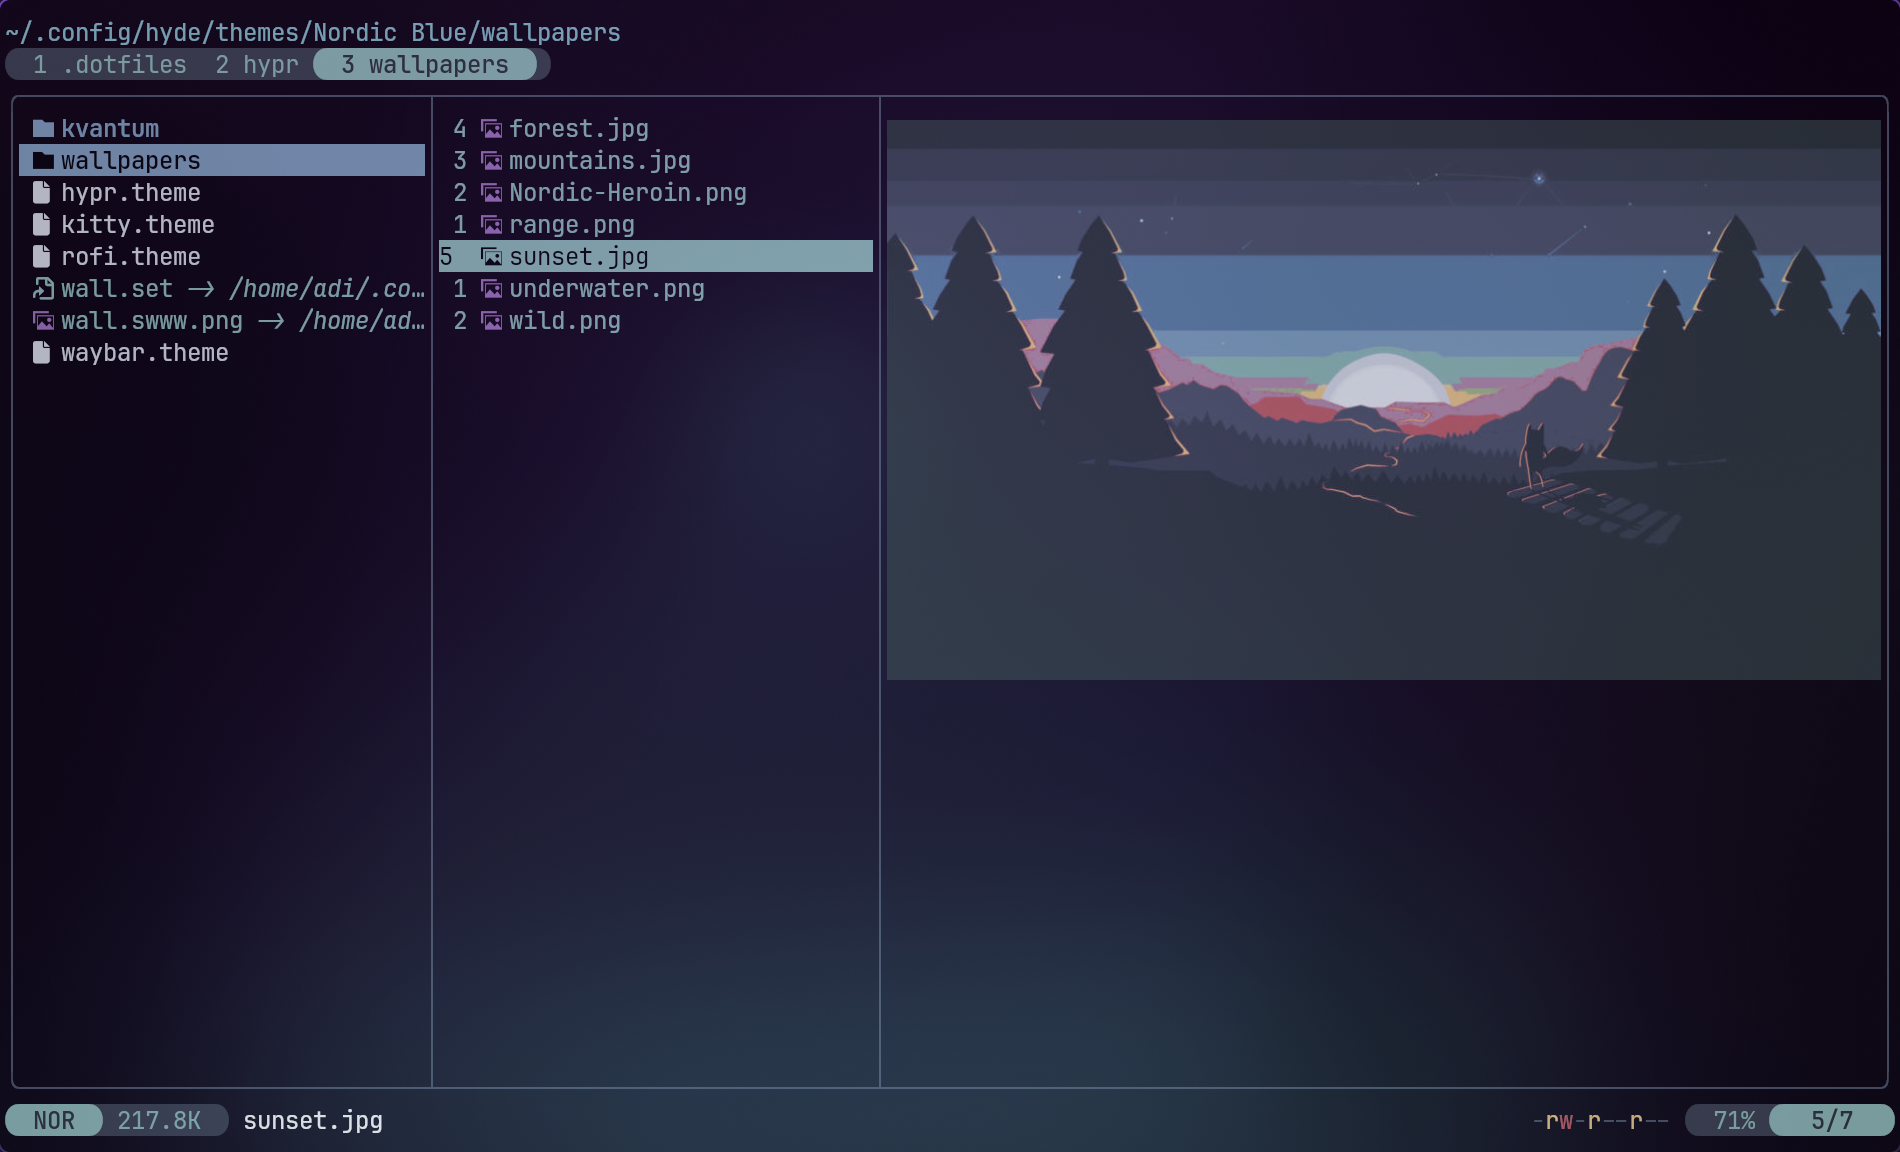 ~/.config/hyde/themes/Nordic Blue/wallpapers
1 .dotfiles 2 hypr 3 wallpapers
kvantum
wallpapers
hypr.theme
kitty.theme
rofi.theme
wall.set -> /home/adi/.co…
wall.swww.png -> /home/ad…
waybar.theme
4 forest.jpg
3 mountains.jpg
2 Nordic-Heroin.png
1 range.png
5 sunset.jpg
1 underwater.png
2 wild.png
NOR 217.8K sunset.jpg -rw-r--r-- 71% 5/7